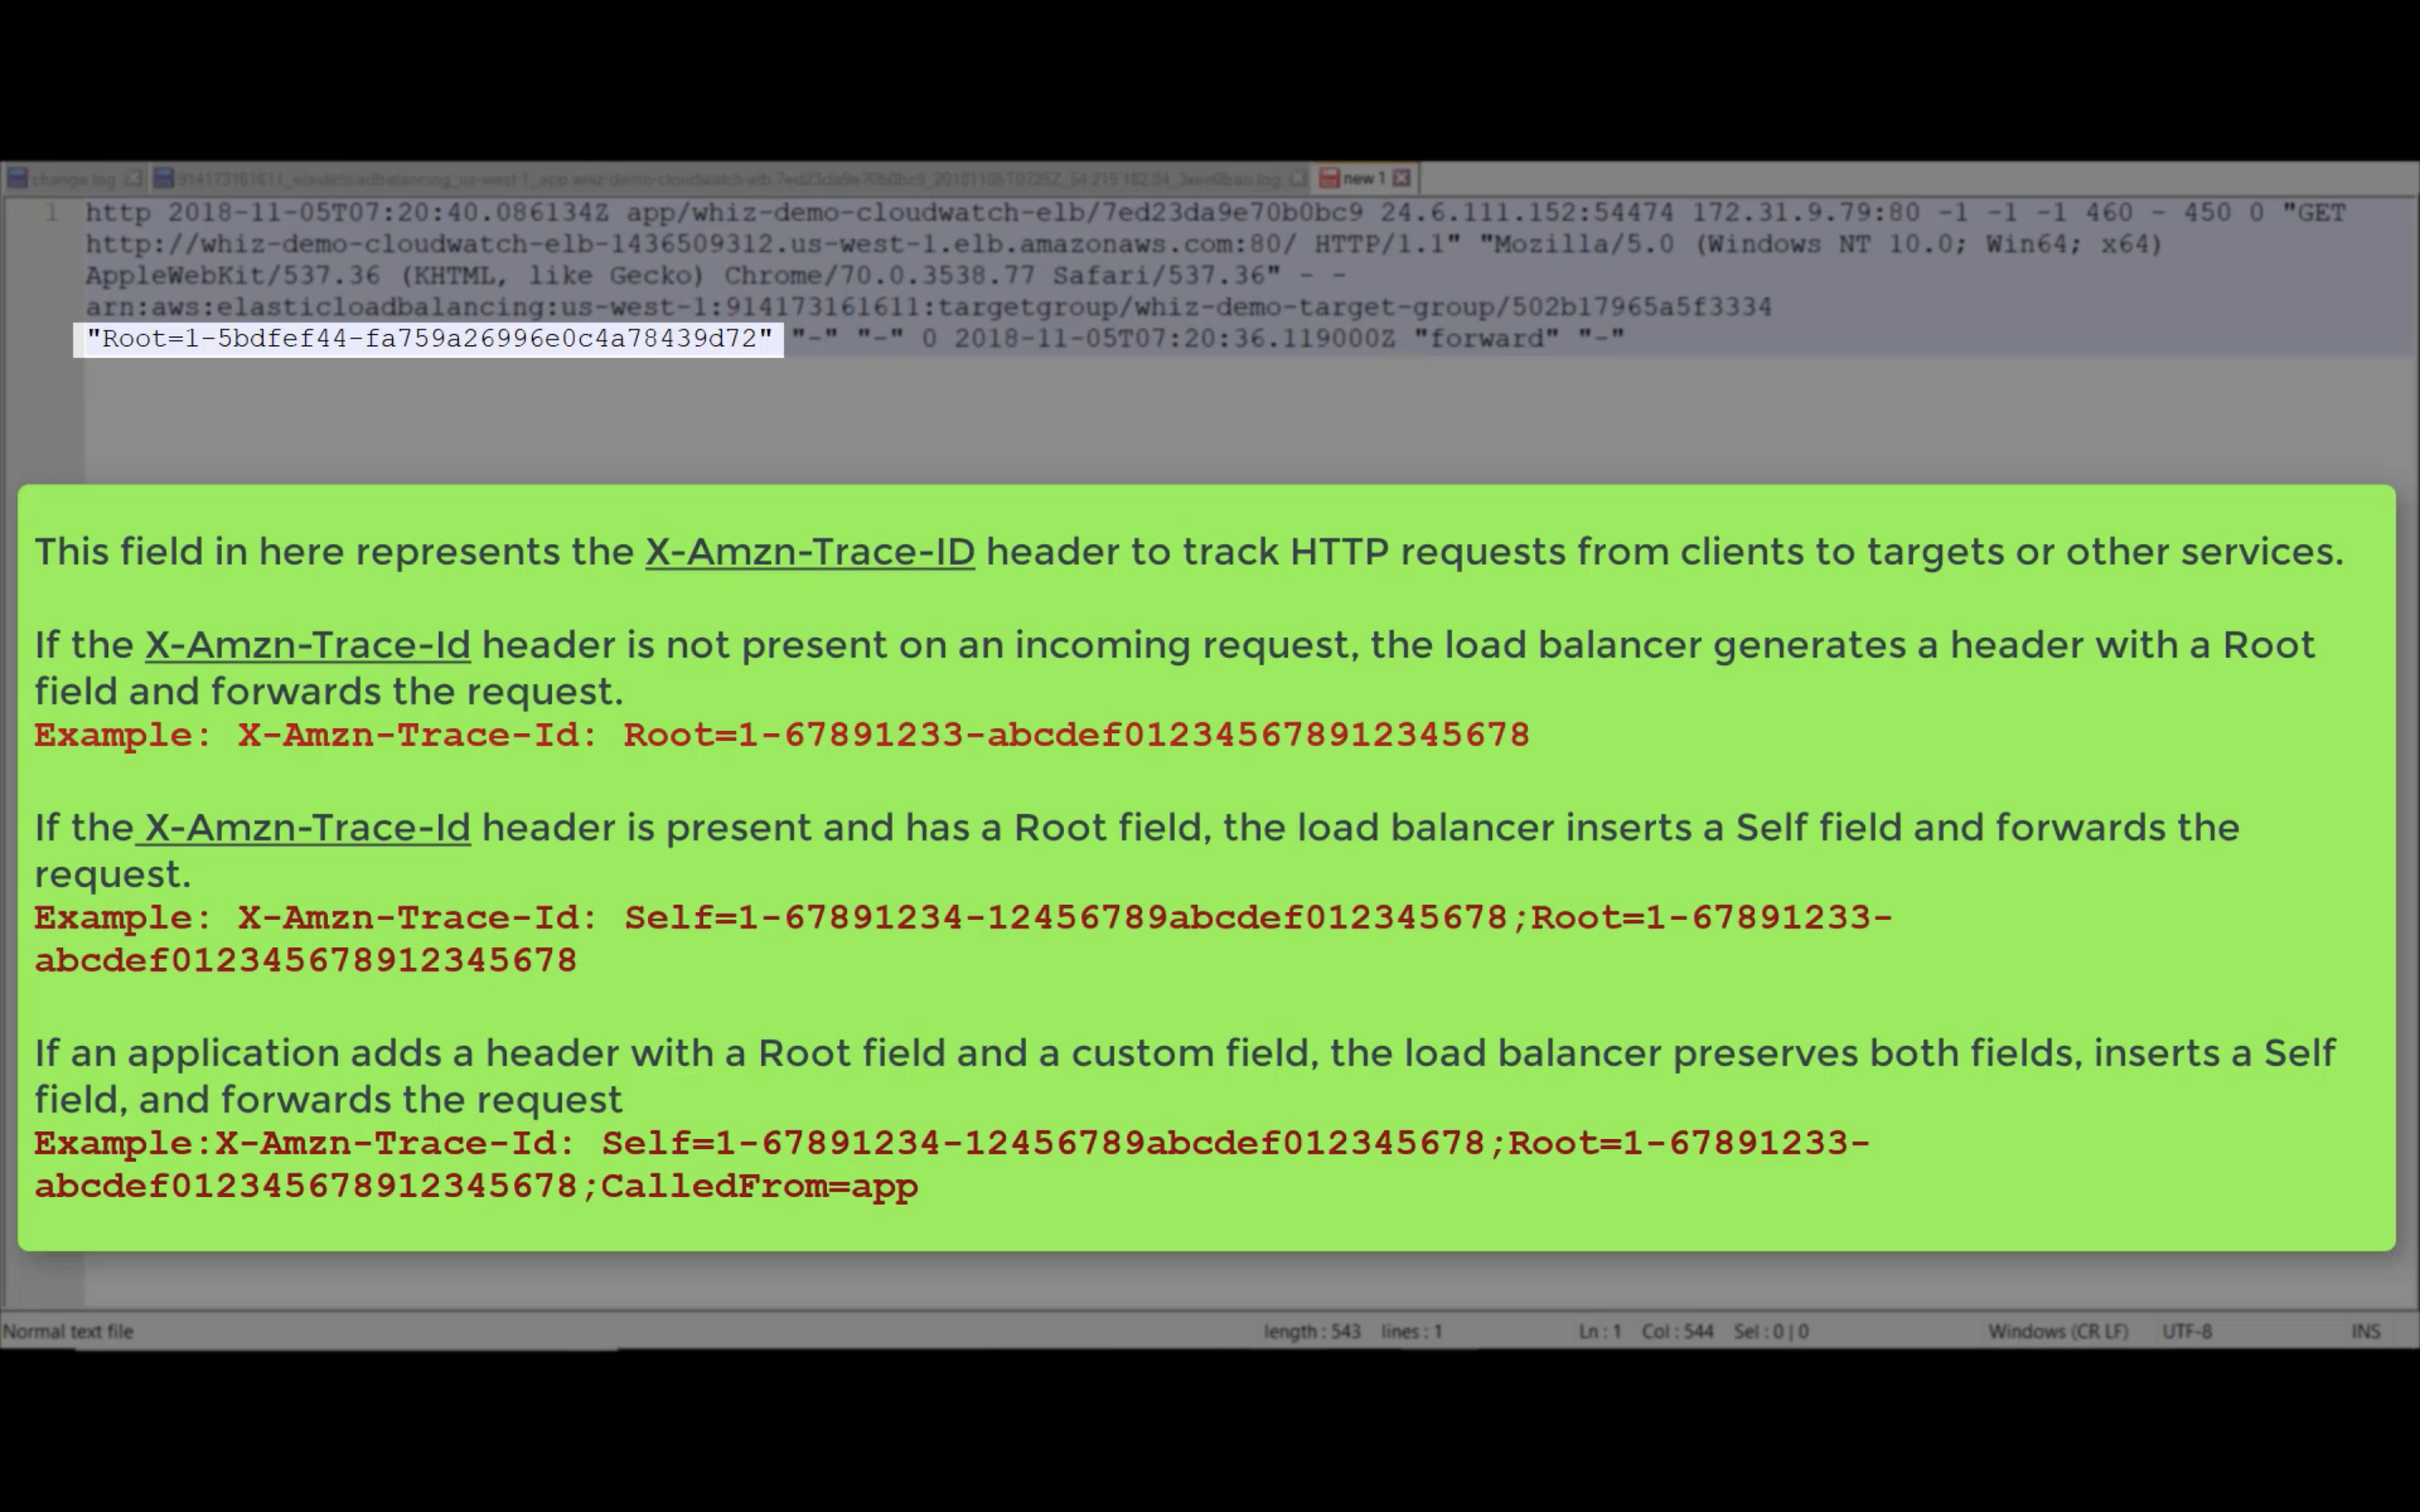 change.log 914173161611_elasticloadbalancing_us-west-1_app.whiz-demo-cloudwatch-elb.7ed23da9e70b0bc9_20181105T0725Z_54.215.182.84_ new 1
1 http 2018-11-05T07:20:40.086134Z app/whiz-demo-cloudwatch-elb/7ed23da9e70b0bc9 24.6.111.152:54474 172.31.9.79:80 -1 -1 -1 460 - 450 0 "GET
http://whiz-demo-cloudwatch-elb-1436509312.us-west-1.elb.amazonaws.com:80/ HTTP/1.1" "Mozilla/5.0 (Windows NT 10.0; Win64; x64)
AppleWebKit/537.36 (KHTML, like Gecko) Chrome/70.0.3538.77 Safari/537.36" - -
arn:aws:elasticloadbalancing:us-west-1:914173161611:targetgroup/whiz-demo-target-group/502b17965a5f3334
"Root=1-5bdfef44-fa759a26996e0c4a78439d72" "-" "-" 0 2018-11-05T07:20:36.119000Z "forward" "-"
This field in here represents the X-Amzn-Trace-ID header to track HTTP requests from clients to targets or other services.
If the X-Amzn-Trace-Id header is not present on an incoming request, the load balancer generates a header with a Root
field and forwards the request.
Example: X-Amzn-Trace-Id: Root=1-67891233-abcdef012345678912345678
If the X-Amzn-Trace-Id header is present and has a Root field, the load balancer inserts a Self field and forwards the
request.
Example: X-Amzn-Trace-Id: Self=1-67891234-12456789abcdef012345678;Root=1-67891233-
abcdef012345678912345678
If an application adds a header with a Root field and a custom field, the load balancer preserves both fields, inserts a Self
field, and forwards the request
Example:X-Amzn-Trace-Id: Self=1-67891234-12456789abcdef012345678;Root=1-67891233-
abcdef012345678912345678;CalledFrom=app
Normal text file length : 543 lines : 1 Ln : 1 Col : 544 Sel : 0 | 0 Windows (CR LF) UTF-8 INS